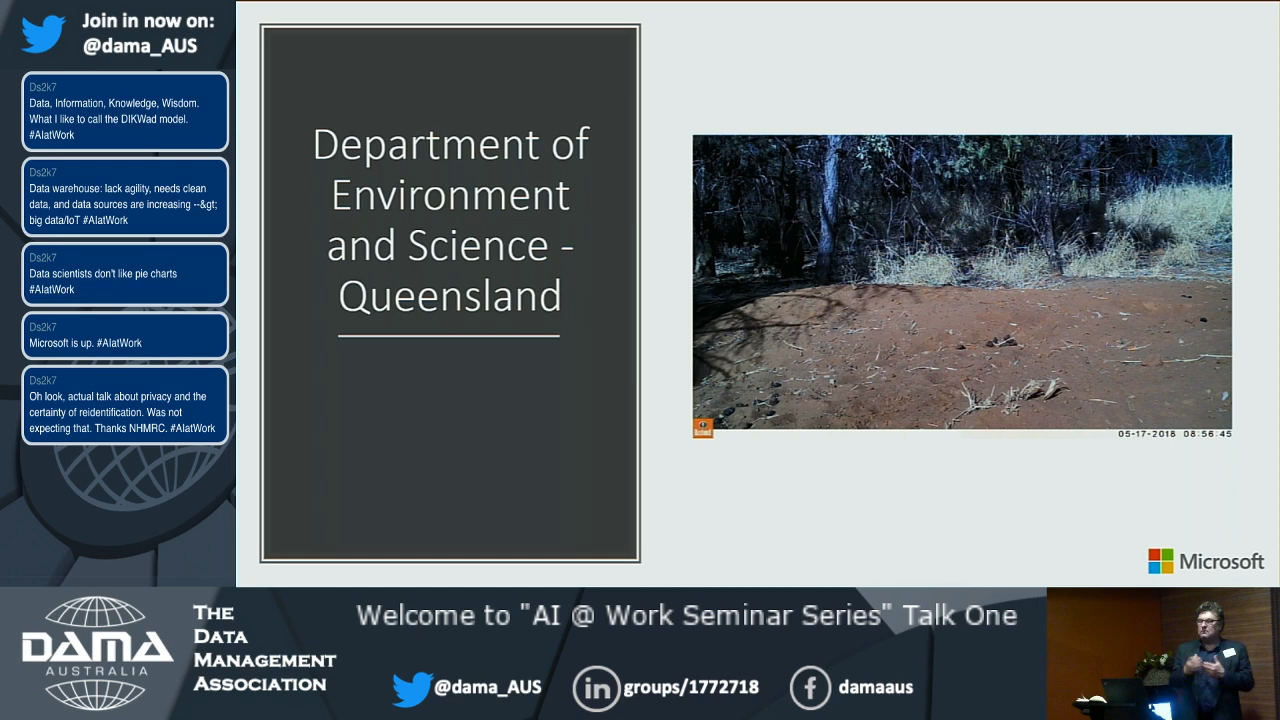 Join in now on:
@dama_AUS
Ds2k7
Data, Information, Knowledge, Wisdom.
What I like to call the DIKWad model.
#AIatWork
Ds2k7
Data warehouse: lack agility, needs clean
data, and data sources are increasing --&gt;
big data/IoT #AIatWork
Ds2k7
Data scientists don't like pie charts
#AIatWork
Ds2k7
Microsoft is up. #AIatWork
Ds2k7
Oh look, actual talk about privacy and the
certainty of reidentification. Was not
expecting that. Thanks NHMRC. #AIatWork
Department of
Environment
and Science -
Queensland
05-17-2018 08:56:45
Microsoft
DAMA
AUSTRALIA
THE
DATA
MANAGEMENT
ASSOCIATION
Welcome to "AI @ Work Seminar Series" Talk One
@dama_AUS
in groups/1772718
f damaaus